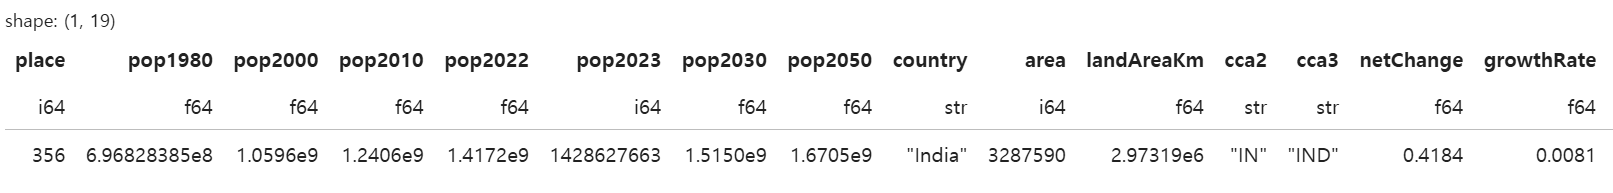 shape: (1, 19)
place pop1980 pop2000 pop2010 pop2022 pop2023 pop2030 pop2050 country area landAreaKm cca2 cca3 netChange growthRate
i64 f64 f64 f64 f64 i64 f64 f64 str i64 f64 str str f64 f64
356 6.96828385e8 1.0596e9 1.2406e9 1.4172e9 1428627663 1.5150e9 1.6705e9 "India" 3287590 2.97319e6 "IN" "IND" 0.4184 0.0081